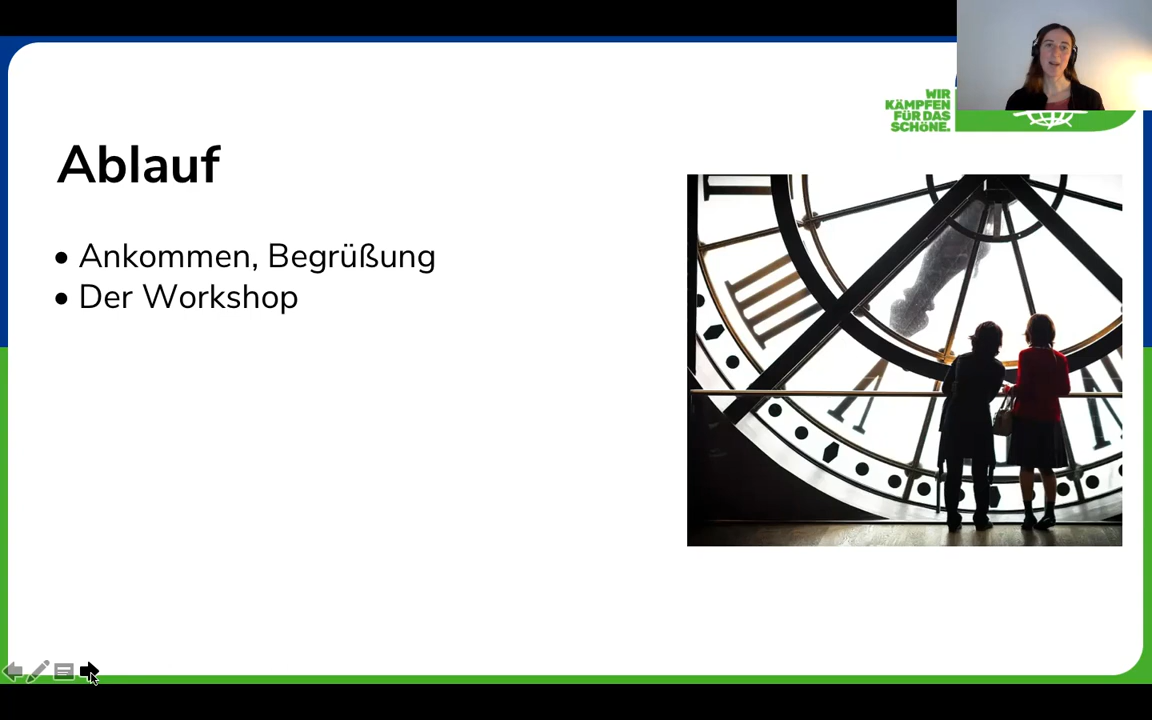 WIR
KÄMPFEN
FÜR DAS
SCHÖNE.
Ablauf
• Ankommen, Begrüßung
• Der Workshop